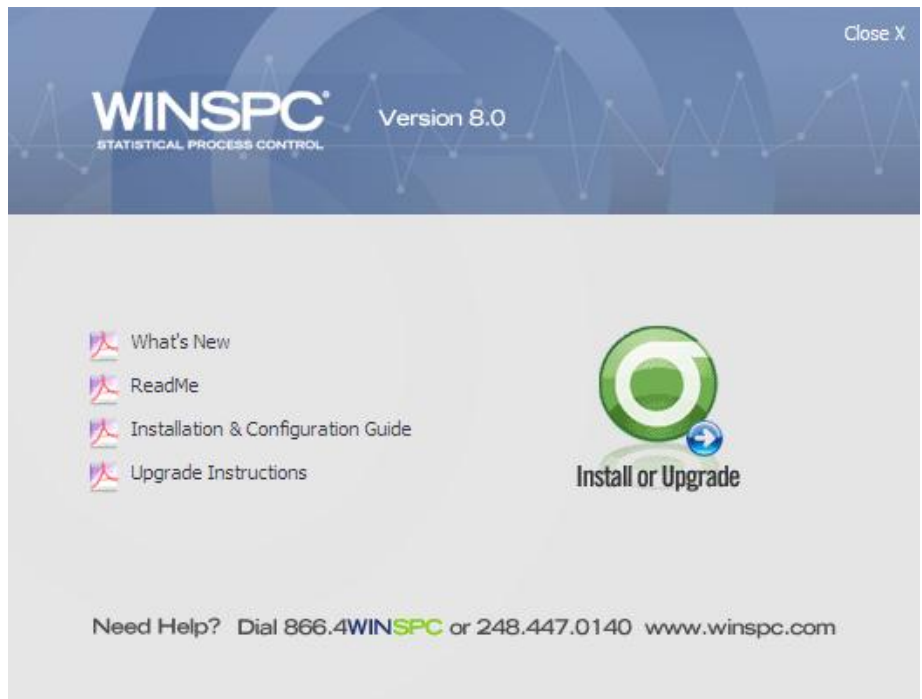 Close X
WINSPC®
STATISTICAL PROCESS CONTROL
Version 8.0
What's New
ReadMe
Installation & Configuration Guide
Upgrade Instructions
Install or Upgrade
Need Help? Dial 866.4WINSPC or 248.447.0140 www.winspc.com